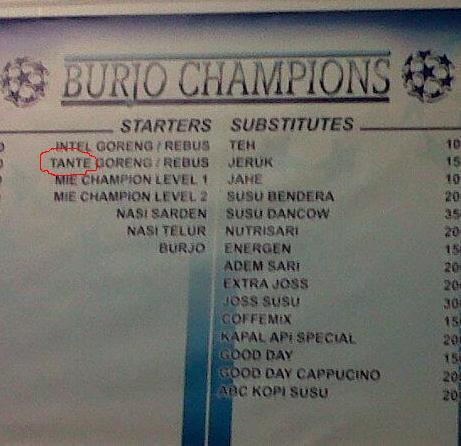 BURJO CHAMPIONS
STARTERS
INTEL GORENG / REBUS
TANTE GORENG / REBUS
MIE CHAMPION LEVEL 1
MIE CHAMPION LEVEL 2
NASI SARDEN
NASI TELUR
BURJO
SUBSTITUTES
TEH
JERUK
JAHE
SUSU BENDERA
SUSU DANCOW
NUTRISARI
ENERGEN
ADEM SARi
EXTRA JOSS
JOSS SUSU
COFFEMiX
KAPAL APi SPECIAL
GOOD DAY
GOOD DAY CAPPUCINO
ABC KOPI SUSU